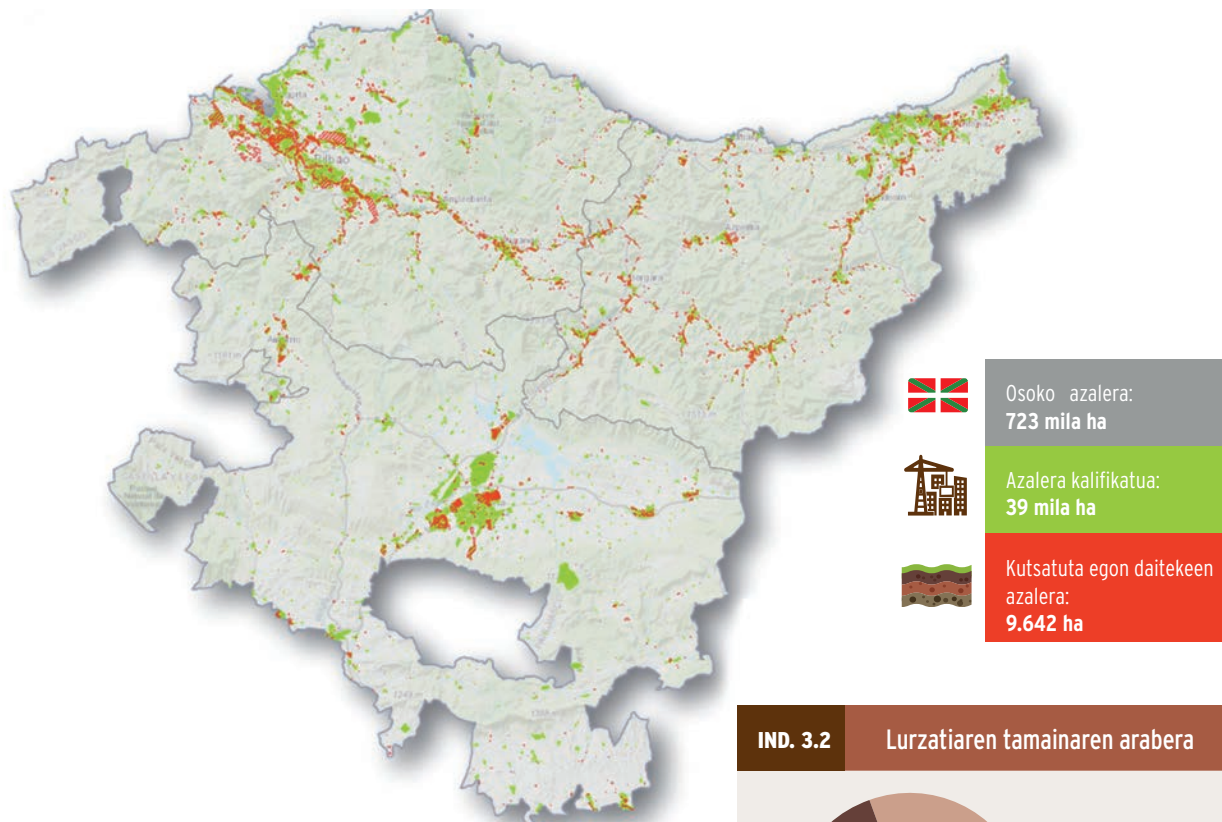 Bilbao
Osoko azalera:
723 mila ha
Azalera kalifikatua:
39 mila ha
Kutsatuta egon daitekeen
azalera:
9.642 ha
IND. 3.2
Lurzatiaren tamainaren arabera